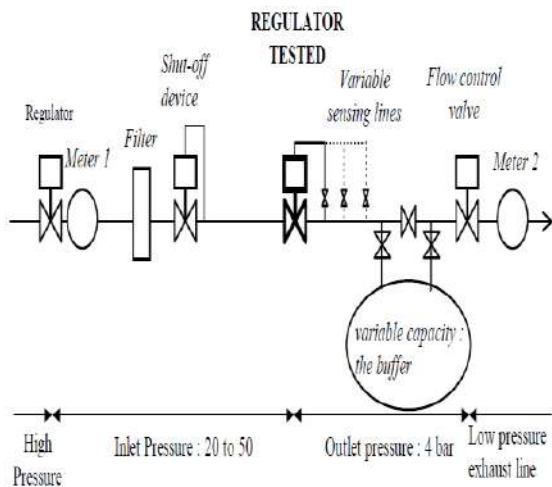 REGULATOR
TESTED
Shut-off
device
Variable
sensing lines
Flow control
valve
Regulator
Meter 1
Filter
Meter 2
variable capacity :
the buffer
High
Pressure
Inlet Pressure : 20 to 50
Outlet pressure : 4 bar
Low pressure
exhaust line